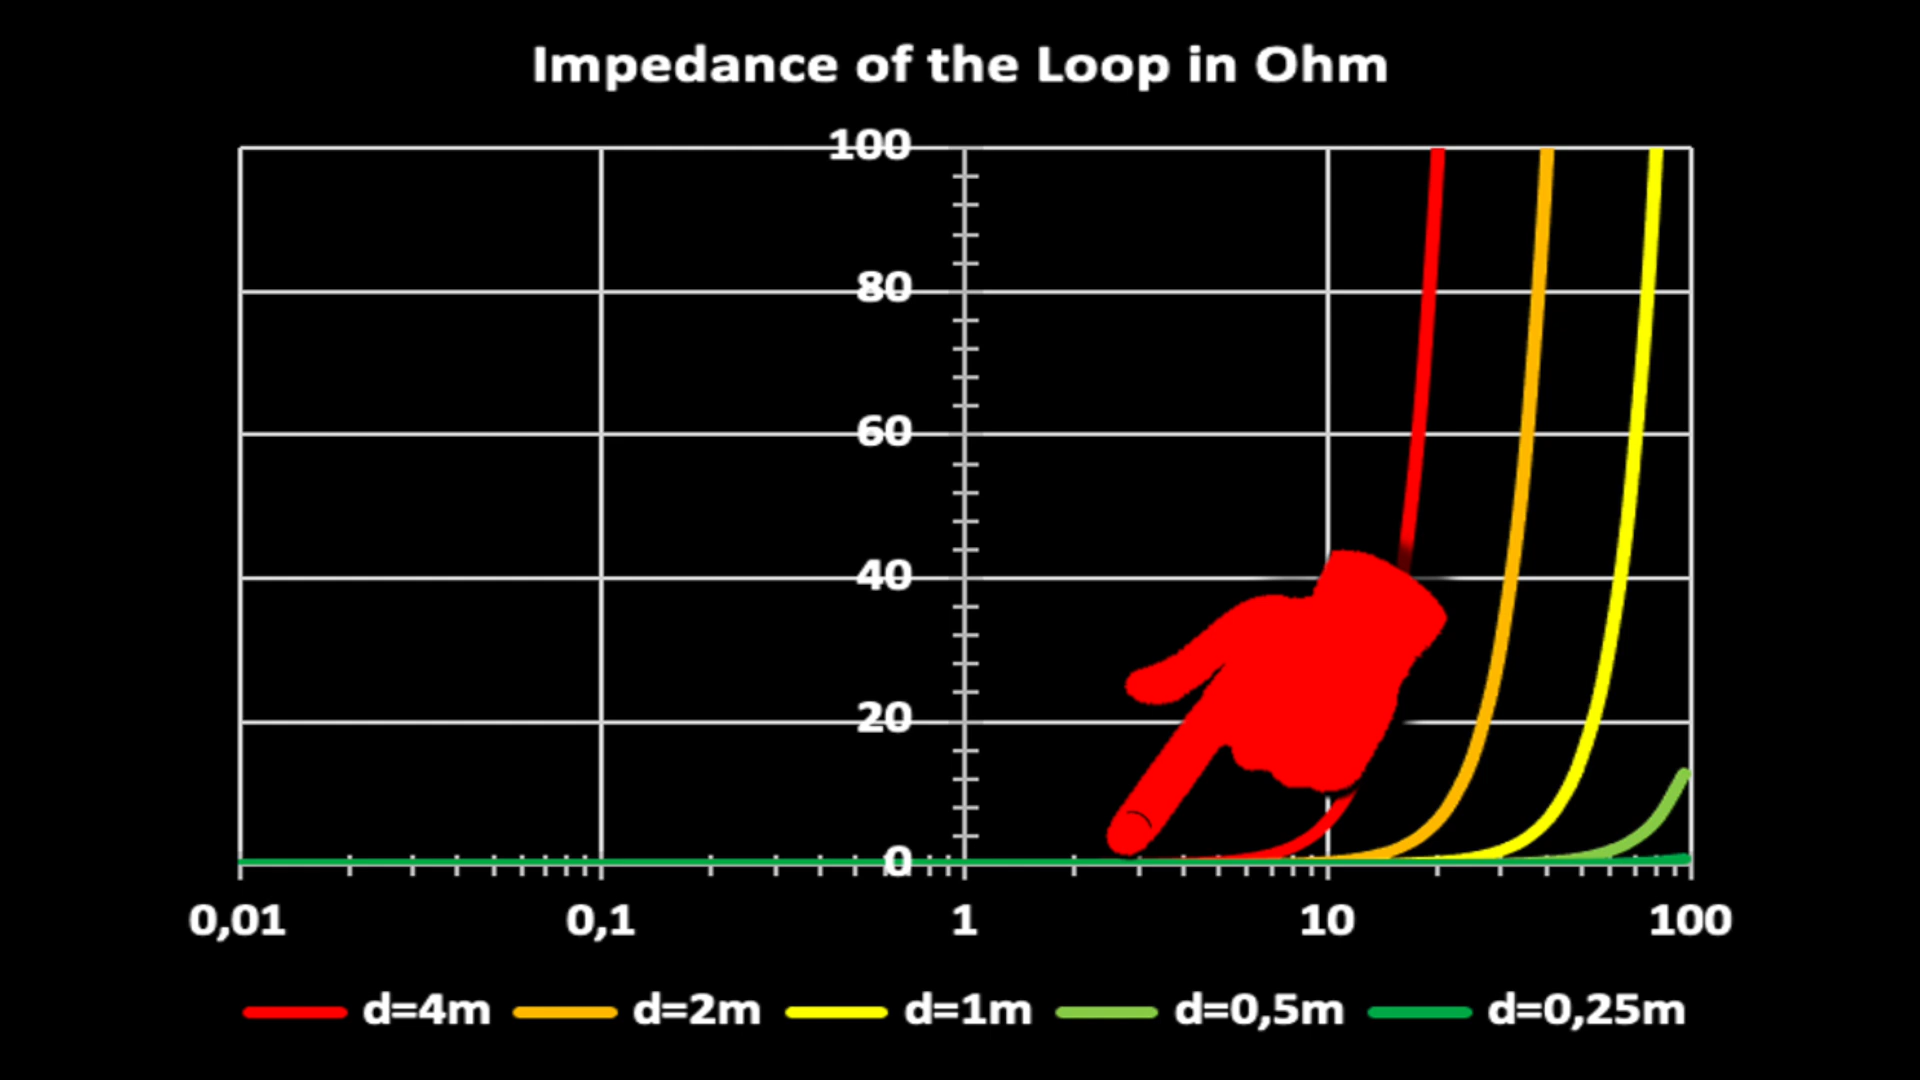 Impedance of the Loop in Ohm
100
80
60
40
20
0
0,01 0,1 1 10 100
d=4m d=2m d=1m d=0,5m d=0,25m